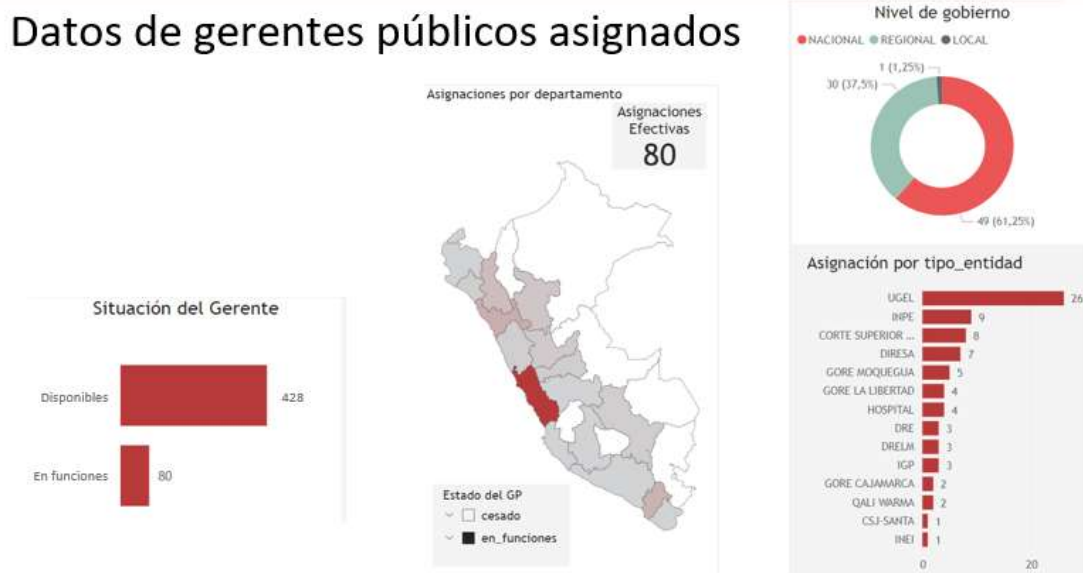 Datos de gerentes públicos asignados
Situación del Gerente
Disponibles
428
En funciones
80
Asignaciones por departamento
Asignaciones
Efectivas
80
Estado del GP
cesado
en_funciones
Nivel de gobierno
NACIONAL REGIONAL LOCAL
1 (1,25%)
30 (37,5%)
49 (61,25%)
Asignación por tipo_entidad
UGEL 26
INPE 9
CORTE SUPERIOR ... 8
DIRESA 7
GORE MOQUEGUA 5
GORE LA LIBERTAD 4
HOSPITAL 4
DRE 3
DRELM 3
IGP 3
GORE CAJAMARCA 2
QALI WARMA 2
CSJ-SANTA 1
INEI 1
0 20